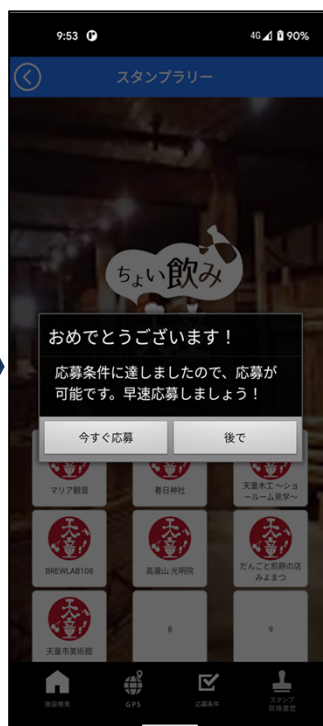 9:53
4G 90%
スタンプラリー
ちょい飲み
おめでとうございます！
応募条件に達しましたので、応募が
可能です。早速応募しましょう！
今すぐ応募
後で
マリア観音
春日神社
天童木工～ショ
ールーム見学～
天童
天童
天童
BREWLAB108
高瀧山 光明院
だんごと煎餅の店
みよまつ
天童
天童市美術館
8
9
施設検索
GPS
応募条件
スタンプ
取得履歴